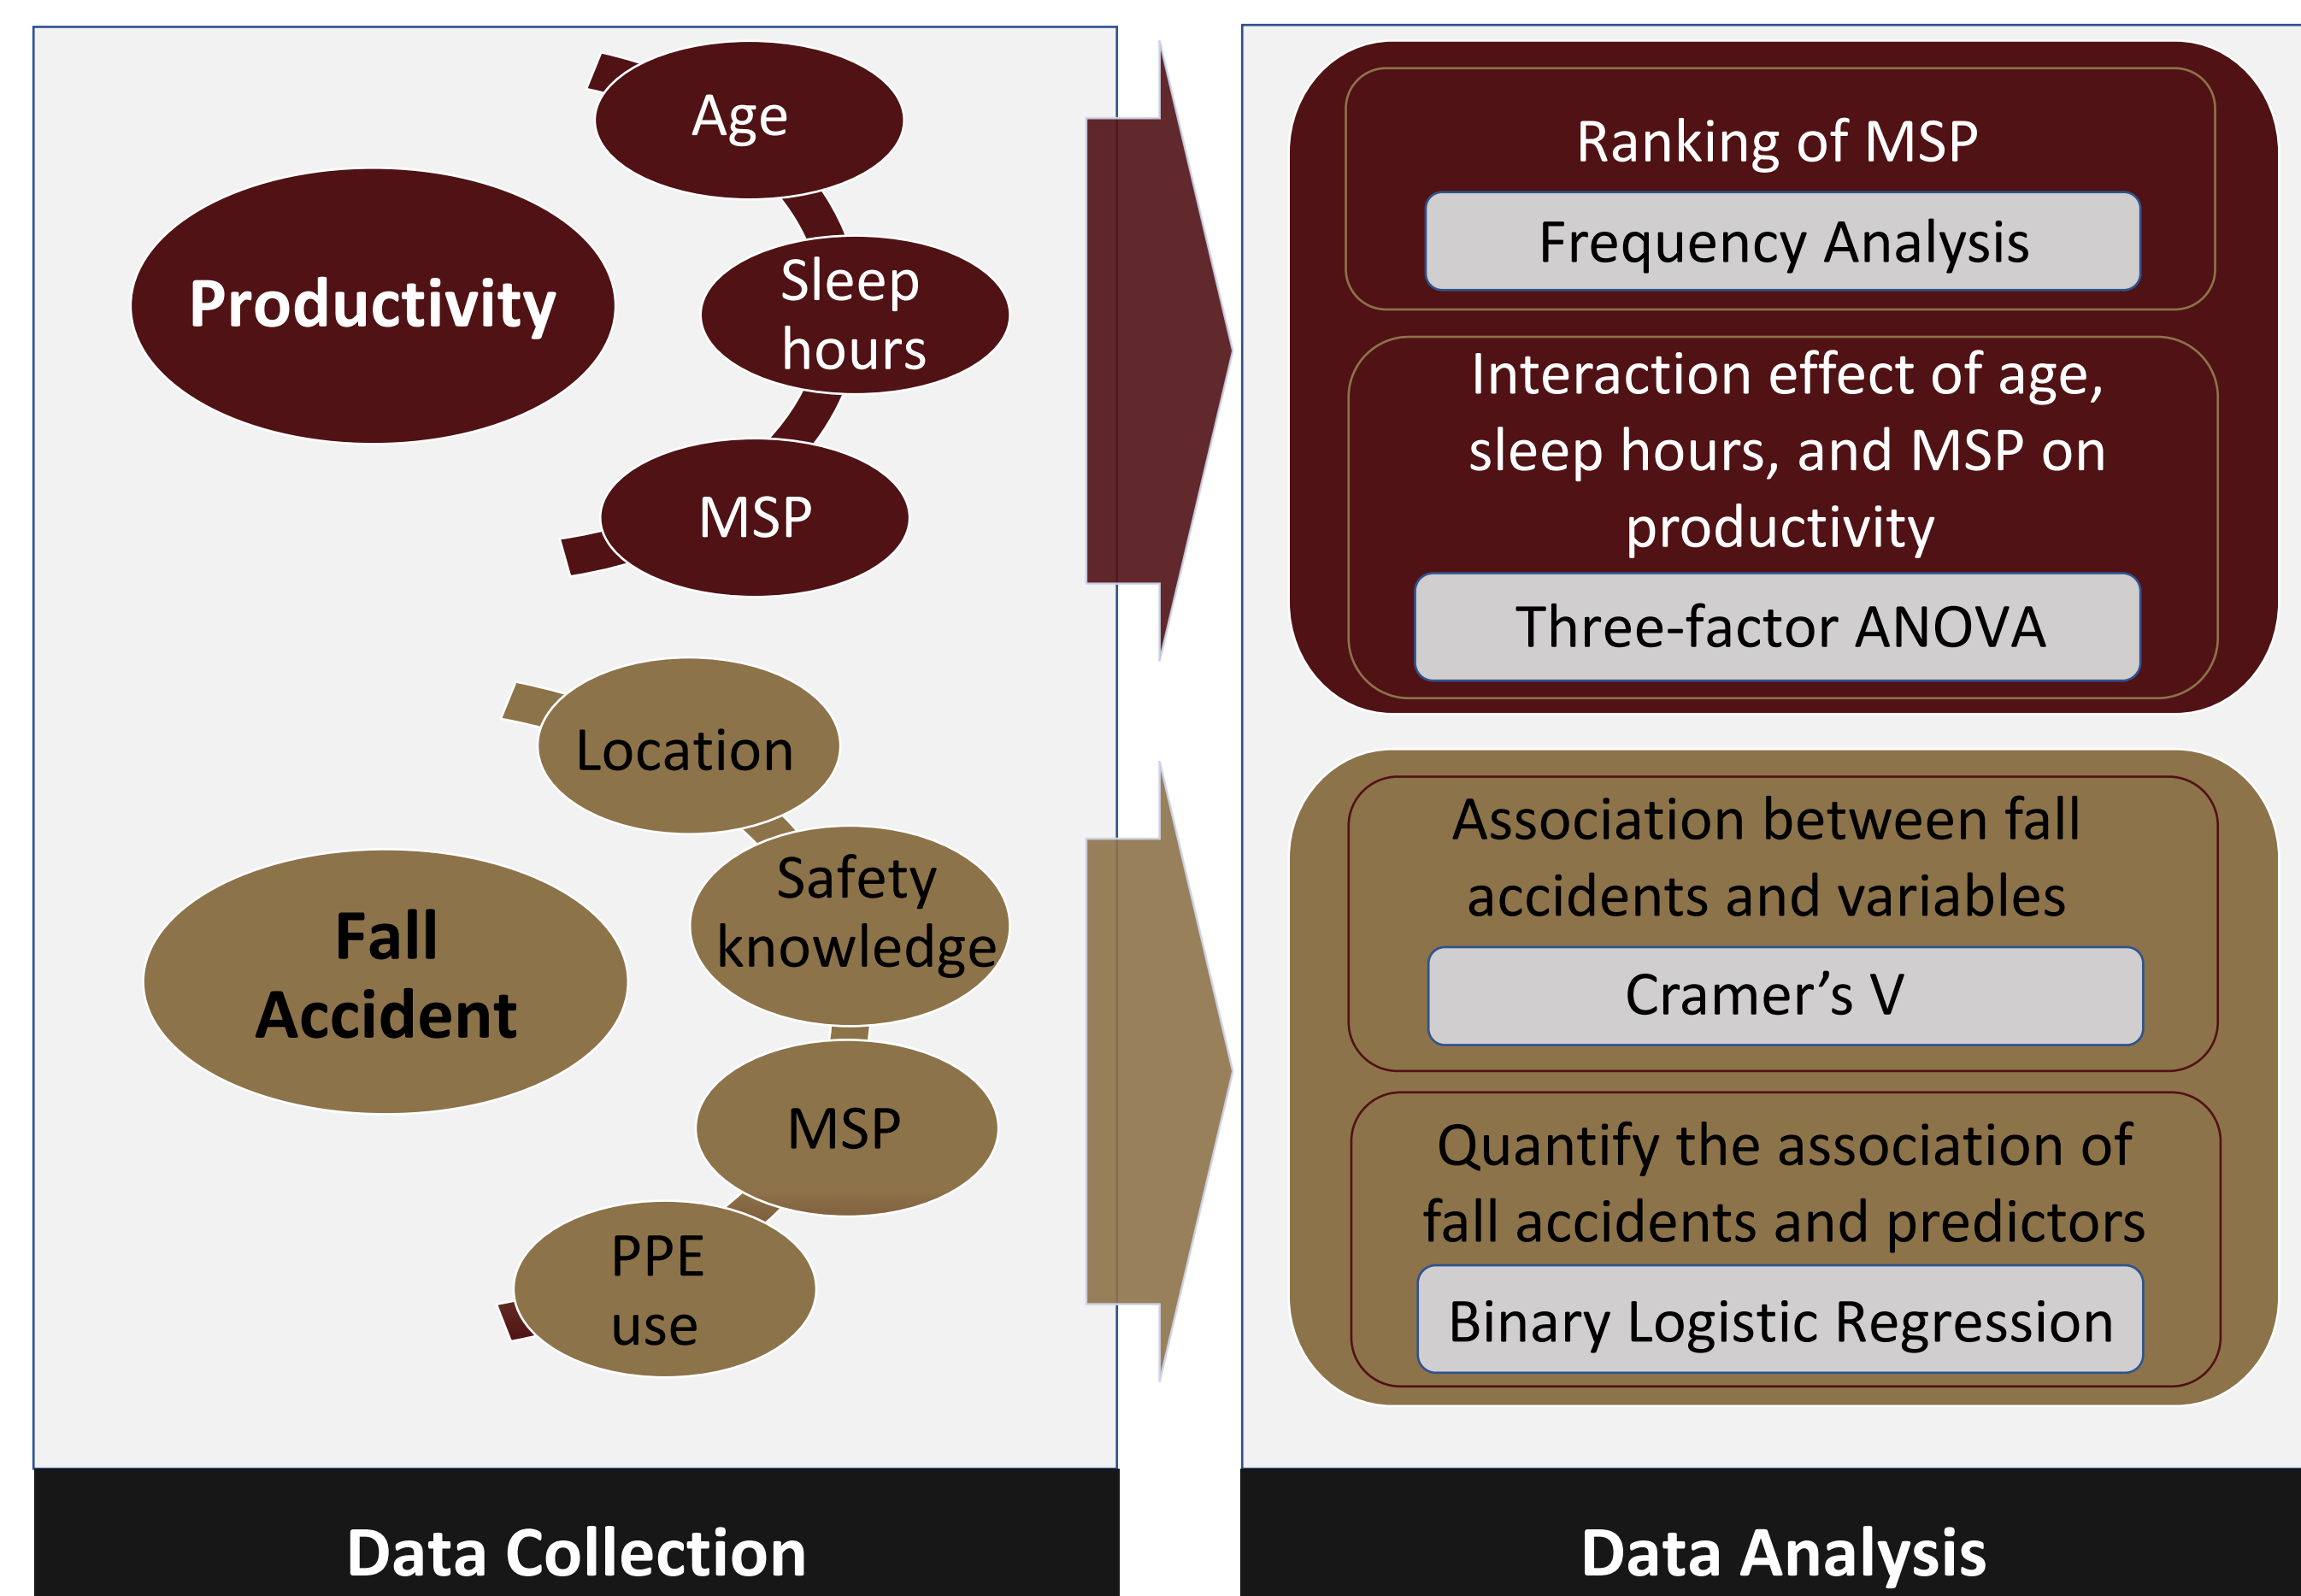 Productivity
Age
Sleep
hours
MSP
Fall
Accident
Location
Safety
knowledge
MSP
PPE
use
Data Collection
Ranking of MSP
Frequency Analysis
Interaction effect of age,
sleep hours, and MSP on
productivity
Three-factor ANOVA
Association between fall
accidents and variables
Cramer’s V
Quantify the association of
fall accidents and predictors
Binary Logistic Regression
Data Analysis